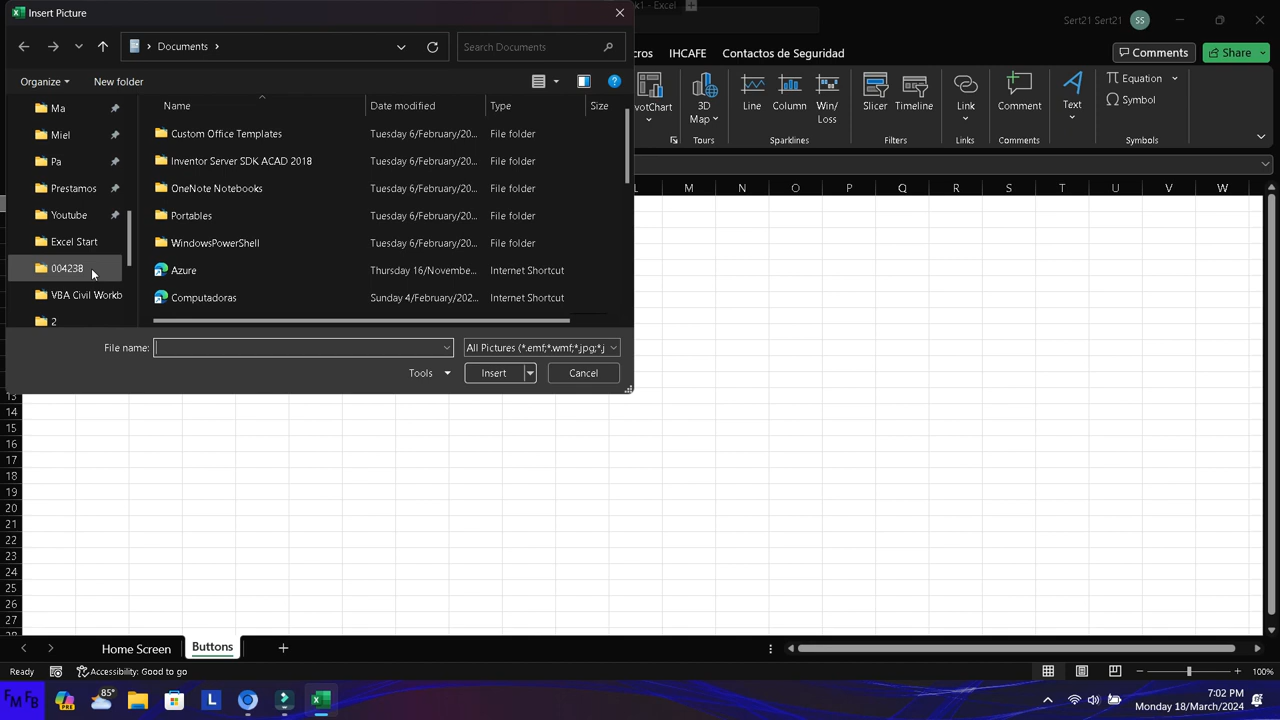 Insert Picture
k1 - Excel
Sert21 Sert21 SS
Documents
Search Documents
cros IHCAFE Contactos de Seguridad
Comments Share
Organize New folder
Name Date modified Type Size
Ma
Miel
Pa
Prestamos
Youtube
Excel Start
004238
VBA Civil Workb
2
Custom Office Templates Tuesday 6/February/20... File folder
Inventor Server SDK ACAD 2018 Tuesday 6/February/20... File folder
OneNote Notebooks Tuesday 6/February/20... File folder
Portables Tuesday 6/February/20... File folder
WindowsPowerShell Tuesday 6/February/20... File folder
Azure Thursday 16/Novembe... Internet Shortcut
Computadoras Sunday 4/February/202... Internet Shortcut
File name: All Pictures (*.emf;*.wmf;*.jpg;*.j
Tools Insert Cancel
votChart
3D
Map
Line Column Win/
Loss
Slicer Timeline
Link
Comment
Text
Equation
Symbol
Tours Sparklines Filters Links Comments Symbols
L M N O P Q R S T U V W
13
14
15
16
17
18
19
20
21
22
23
24
25
26
27
28
Home Screen Buttons
Ready Accessibility: Good to go 100%
FM FB PRE 85° L
7:02 PM
Monday 18/March/2024